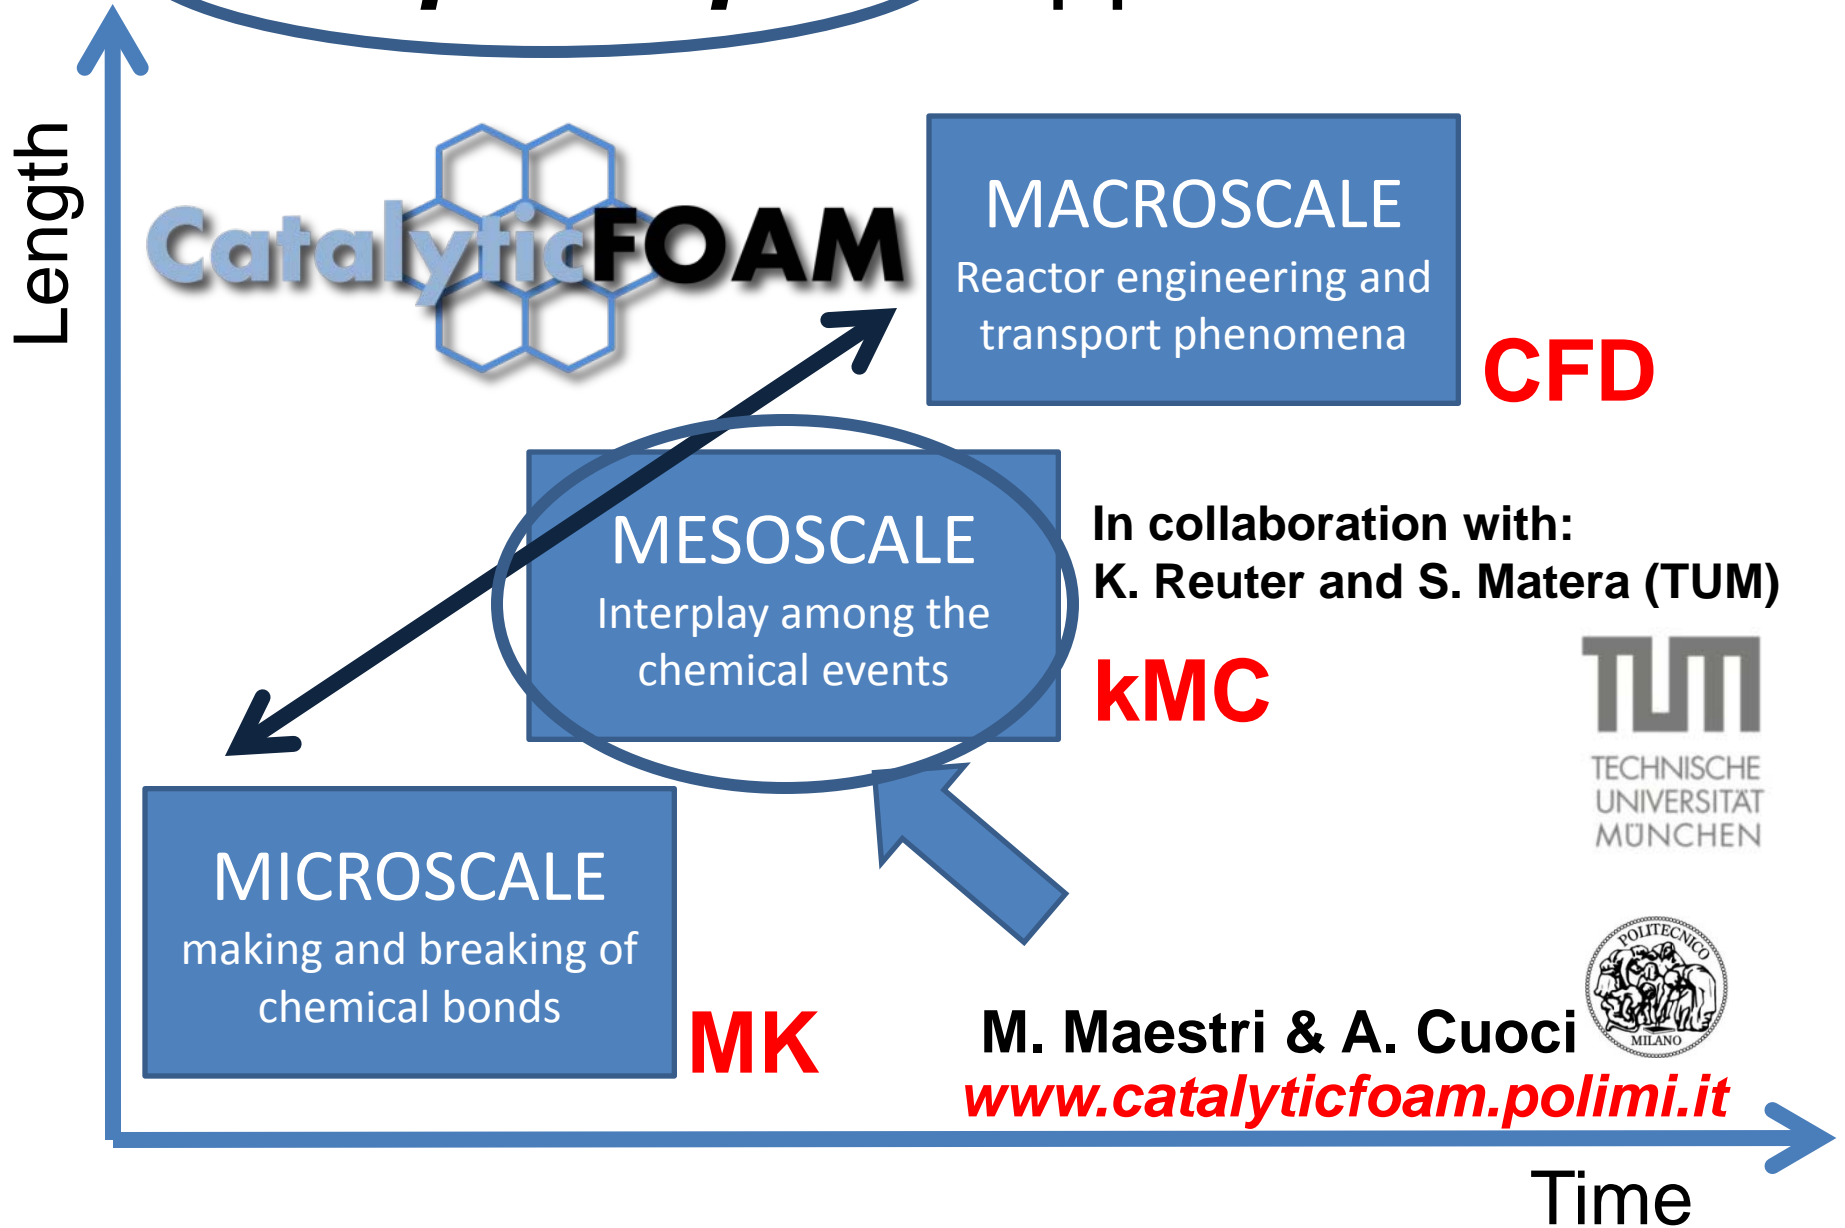 Length
CatalyticFOAM
MACROSCALE
Reactor engineering and
transport phenomena
CFD
MESOSCALE
Interplay among the
chemical events
In collaboration with:
K. Reuter and S. Matera (TUM)
kMC
TUM
TECHNISCHE
UNIVERSITÄT
MÜNCHEN
MICROSCALE
making and breaking of
chemical bonds
MK
POLITECNICO
MILANO
M. Maestri & A. Cuoci
www.catalyticfoam.polimi.it
Time